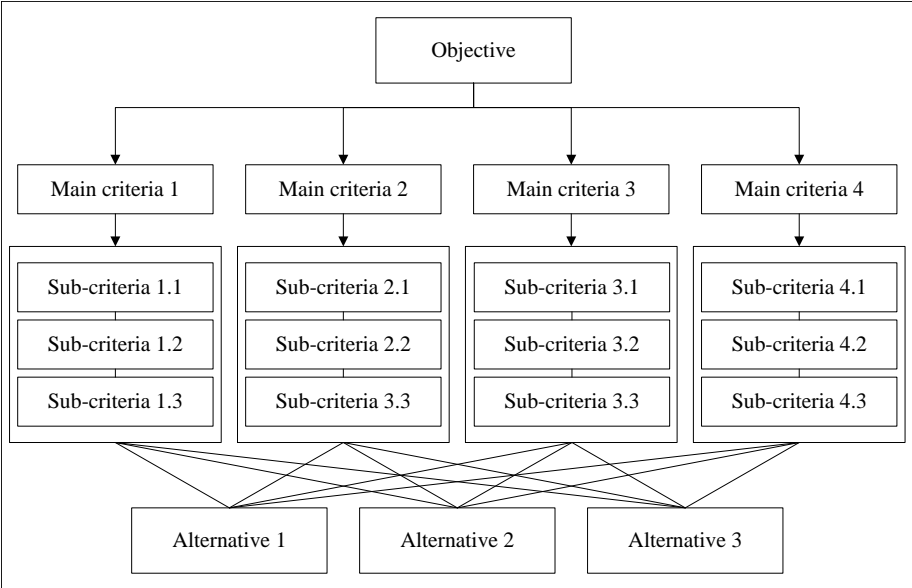 Objective
Main criteria 1
Main criteria 2
Main criteria 3
Main criteria 4
Sub-criteria 1.1
Sub-criteria 2.1
Sub-criteria 3.1
Sub-criteria 4.1
Sub-criteria 1.2
Sub-criteria 2.2
Sub-criteria 3.2
Sub-criteria 4.2
Sub-criteria 1.3
Sub-criteria 3.3
Sub-criteria 3.3
Sub-criteria 4.3
Alternative 1
Alternative 2
Alternative 3